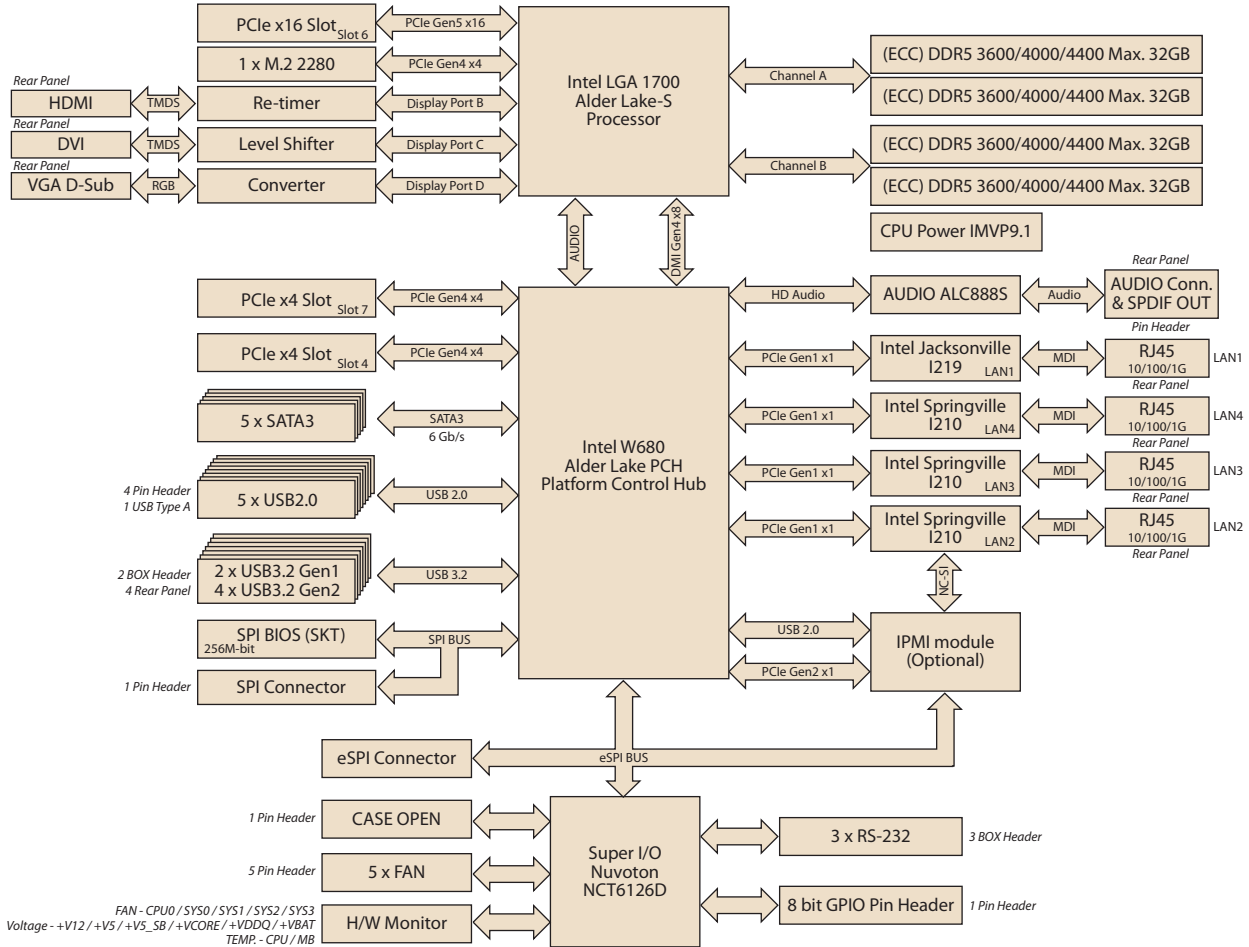 PCIe x16 Slot
Slot 6
PCIe Gen5 x16
1 x M.2 2280
PCIe Gen4 x4
Rear Panel
HDMI
TMDS
Re-timer
Display Port B
Rear Panel
DVI
TMDS
Level Shifter
Display Port C
Rear Panel
VGA D-Sub
RGB
Converter
Display Port D
Intel LGA 1700
Alder Lake-S
Processor
Channel A
(ECC) DDR5 3600/4000/4400 Max. 32GB
(ECC) DDR5 3600/4000/4400 Max. 32GB
Channel B
(ECC) DDR5 3600/4000/4400 Max. 32GB
(ECC) DDR5 3600/4000/4400 Max. 32GB
CPU Power IMVP9.1
AUDIO
DMI Gen4 x8
PCIe x4 Slot
Slot 7
PCIe Gen4 x4
PCIe x4 Slot
Slot 4
PCIe Gen4 x4
5 x SATA3
SATA3
6 Gb/s
4 Pin Header
1 USB Type A
5 x USB2.0
USB 2.0
2 BOX Header
4 Rear Panel
2 x USB3.2 Gen1
4 x USB3.2 Gen2
USB 3.2
SPI BIOS (SKT)
256M-bit
SPI BUS
1 Pin Header
SPI Connector
Intel W680
Alder Lake PCH
Platform Control Hub
HD Audio
AUDIO ALC888S
Audio
Rear Panel
AUDIO Conn.
& SPDIF OUT
Pin Header
PCIe Gen1 x1
Intel Jacksonville
I219
LAN1
MDI
RJ45
10/100/1G
LAN1
Rear Panel
PCIe Gen1 x1
Intel Springville
I210
LAN4
MDI
RJ45
10/100/1G
LAN4
Rear Panel
PCIe Gen1 x1
Intel Springville
I210
LAN3
MDI
RJ45
10/100/1G
LAN3
Rear Panel
PCIe Gen1 x1
Intel Springville
I210
LAN2
MDI
RJ45
10/100/1G
LAN2
Rear Panel
NC-SI
USB 2.0
PCIe Gen2 x1
IPMI module
(Optional)
eSPI Connector
eSPI BUS
1 Pin Header
CASE OPEN
5 Pin Header
5 x FAN
FAN - CPU0 / SYS0 / SYS1 / SYS2 / SYS3
Voltage - +V12 / +V5 / +V5_SB / +VCORE / +VDDQ / +VBAT
TEMP. - CPU / MB
H/W Monitor
Super I/O
Nuvoton
NCT6126D
3 x RS-232
3 BOX Header
8 bit GPIO Pin Header
1 Pin Header